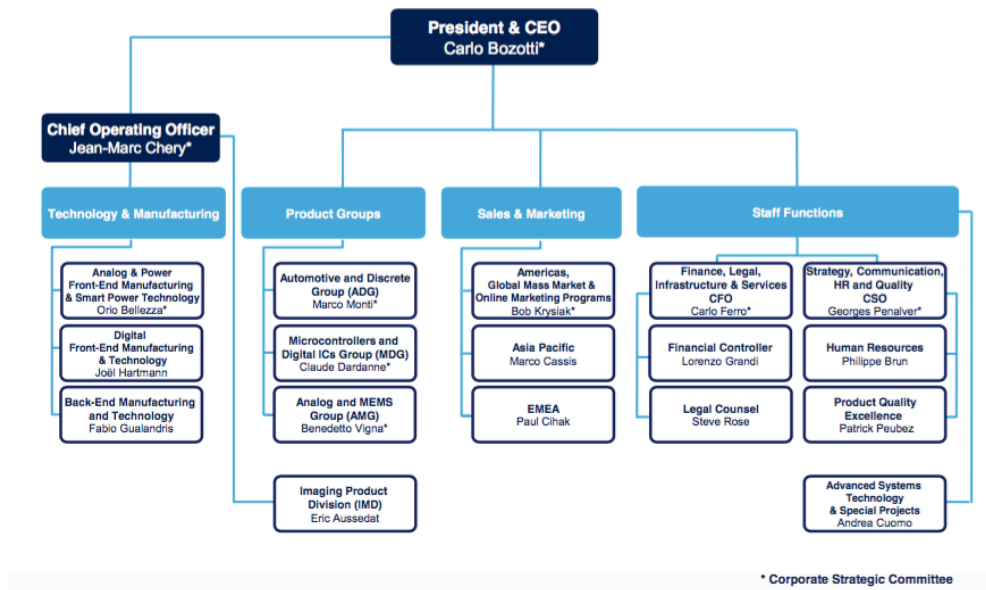 President & CEO
Carlo Bozotti*
Chief Operating Officer
Jean-Marc Chery*
Technology & Manufacturing
Product Groups
Sales & Marketing
Staff Functions
Analog & Power
Front-End Manufacturing
& Smart Power Technology
Orio Bellezza*
Digital
Front-End Manufacturing
& Technology
Joël Hartmann
Back-End Manufacturing
and Technology
Fabio Gualandris
Automotive and Discrete
Group (ADG)
Marco Monti*
Microcontrollers and
Digital ICs Group (MDG)
Claude Dardanne*
Analog and MEMS
Group (AMG)
Benedetto Vigna*
Imaging Product
Division (IMD)
Eric Aussedat
Americas,
Global Mass Market &
Online Marketing Programs
Bob Krysiak*
Asia Pacific
Marco Cassis
EMEA
Paul Cihak
Finance, Legal,
Infrastructure & Services
CFO
Carlo Ferro*
Financial Controller
Lorenzo Grandi
Legal Counsel
Steve Rose
Strategy, Communication,
HR and Quality
CSO
Georges Penalver*
Human Resources
Philippe Brun
Product Quality
Excellence
Patrick Peubez
Advanced Systems
Technology
& Special Projects
Andrea Cuomo
* Corporate Strategic Committee